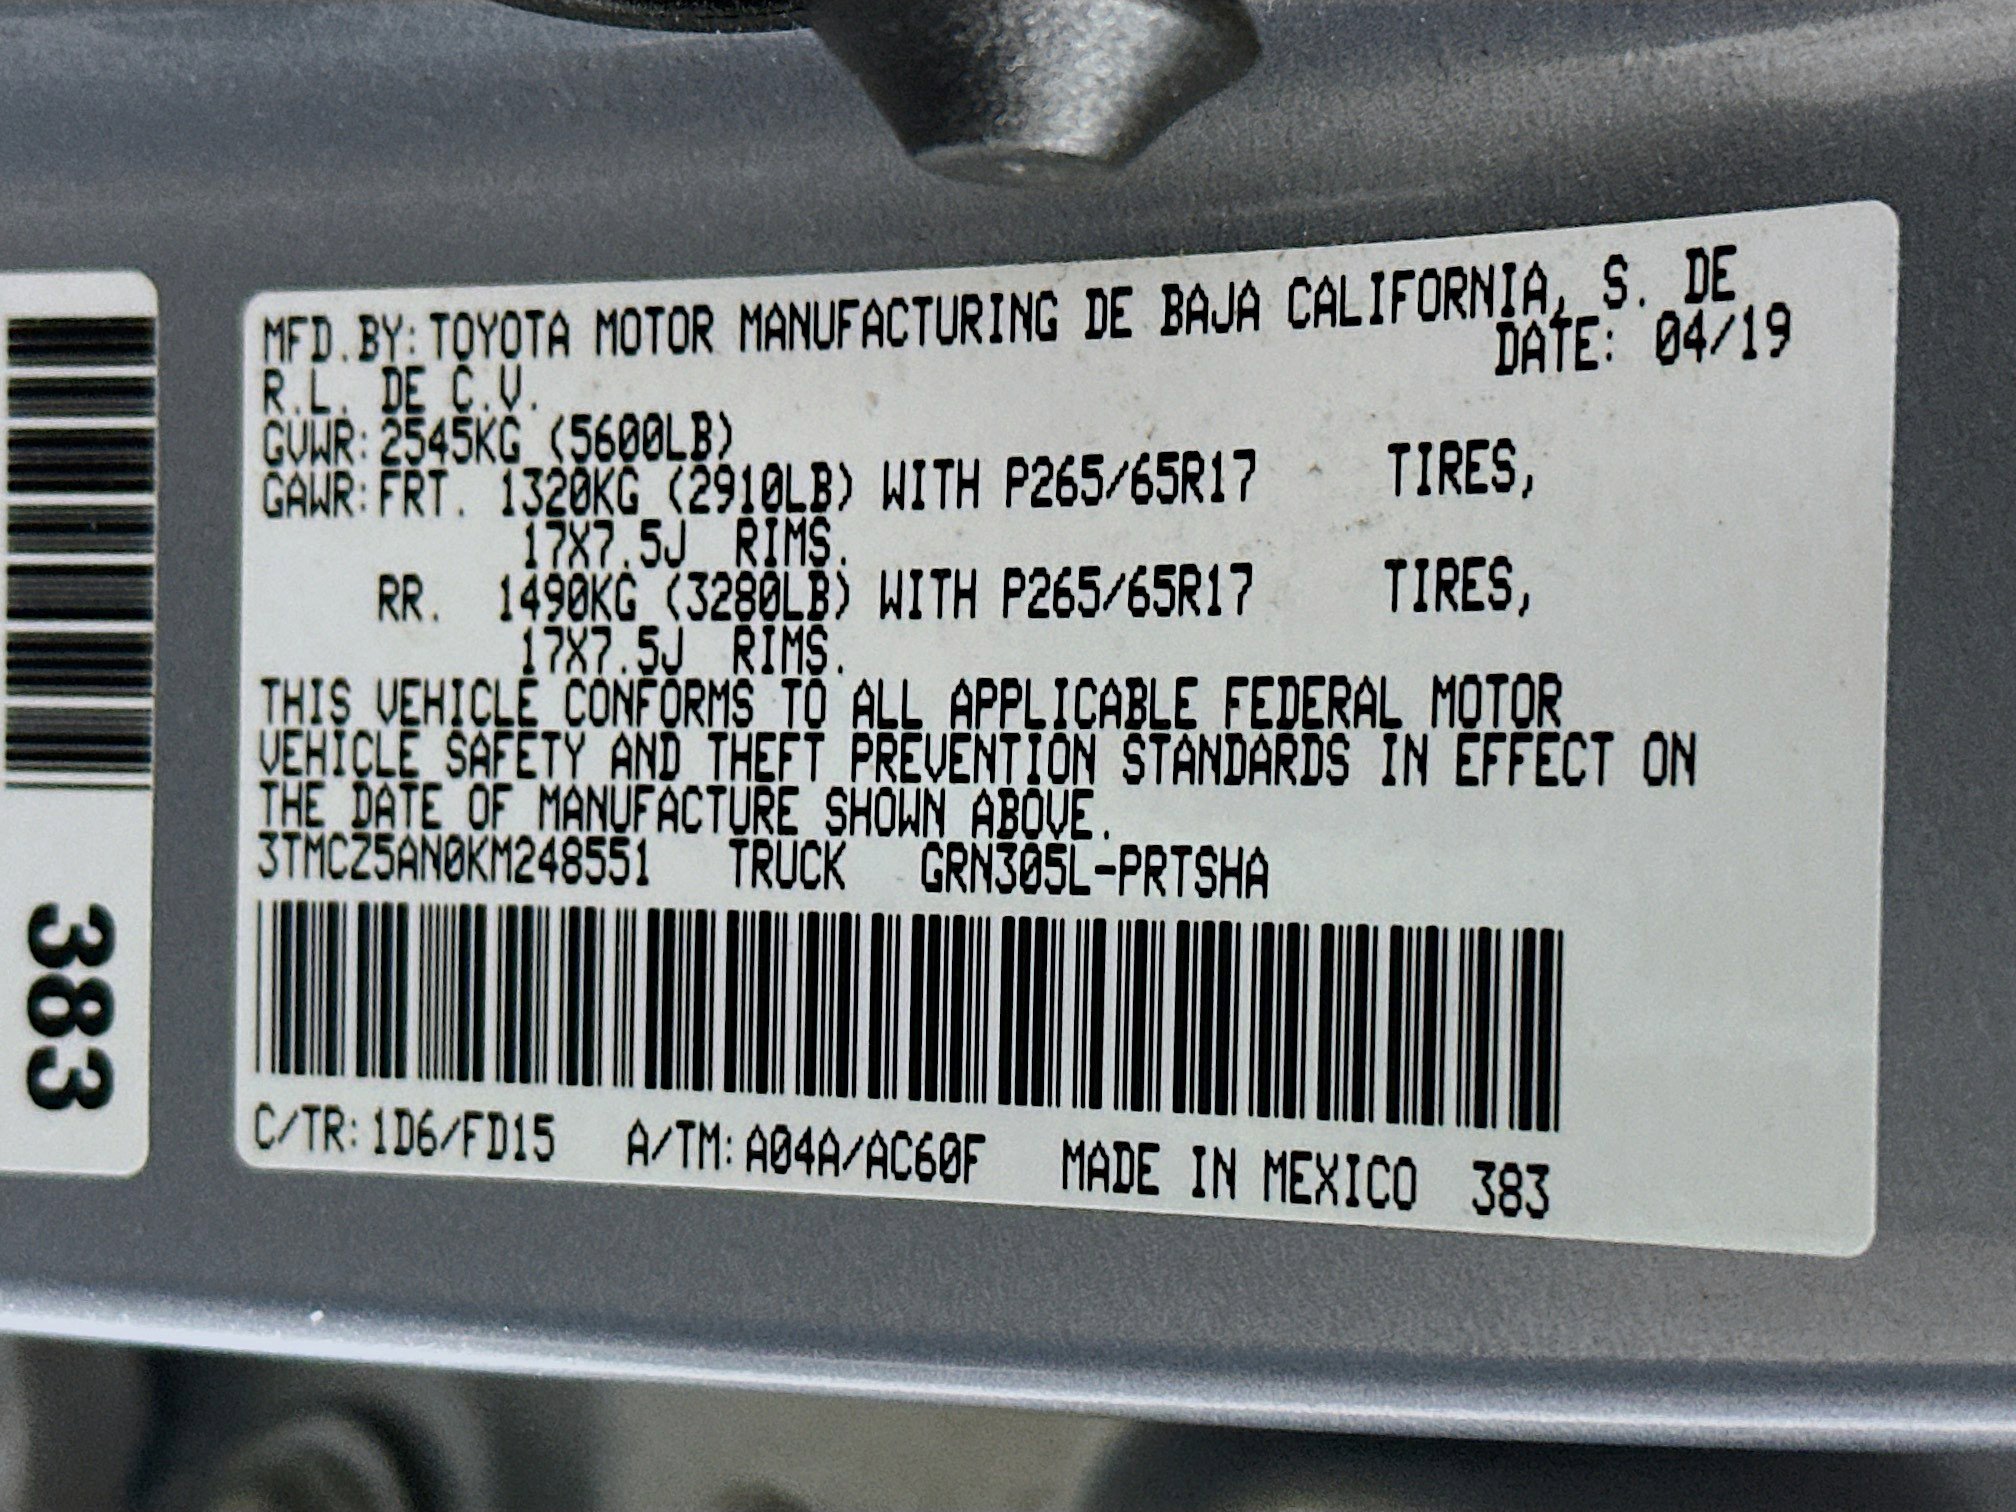 MFD.BY:TOYOTA MOTOR MANUFACTURING DE BAJA CALIFORNIA, S. DE
R.L. DE C.V. DATE: 04/19
GVWR:2545KG (5600LB)
GAWR:FRT. 1320KG (2910LB) WITH P265/65R17 TIRES,
17X7.5J RIMS.
RR. 1490KG (3280LB) WITH P265/65R17 TIRES,
17X7.5J RIMS.
THIS VEHICLE CONFORMS TO ALL APPLICABLE FEDERAL MOTOR
VEHICLE SAFETY AND THEFT PREVENTION STANDARDS IN EFFECT ON
THE DATE OF MANUFACTURE SHOWN ABOVE.
3TMCZ5AN0KM248551 TRUCK GRN305L-PRTSHA
C/TR:1D6/FD15 A/TM:A04A/AC60F MADE IN MEXICO 383
383